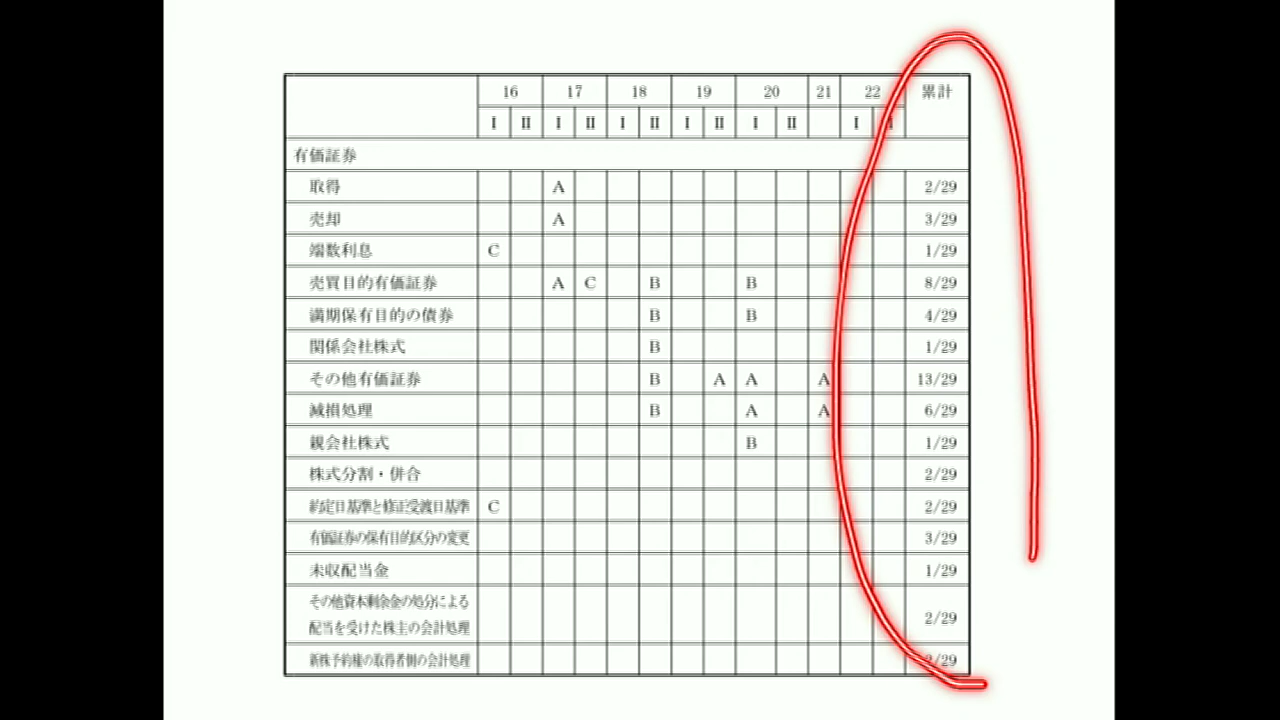 16 17 18 19 20 21 22 累計
I II I II I II I II I II I
有価証券
取得 A 2/29
売却 A 3/29
端数利息 C 1/29
売買目的有価証券 A C B B 8/29
満期保有目的の債券 B B 4/29
関係会社株式 B 1/29
その他有価証券 B A A A 13/29
減損処理 B A A 6/29
親会社株式 B 1/29
株式分割・併合 2/29
約定日基準と修正受渡日基準 C 2/29
有価証券の保有目的区分の変更 3/29
未収配当金 1/29
その他資本剰余金の処分による
配当を受けた株主の会計処理 2/29
新株予約権の取得者側の会計処理 /29